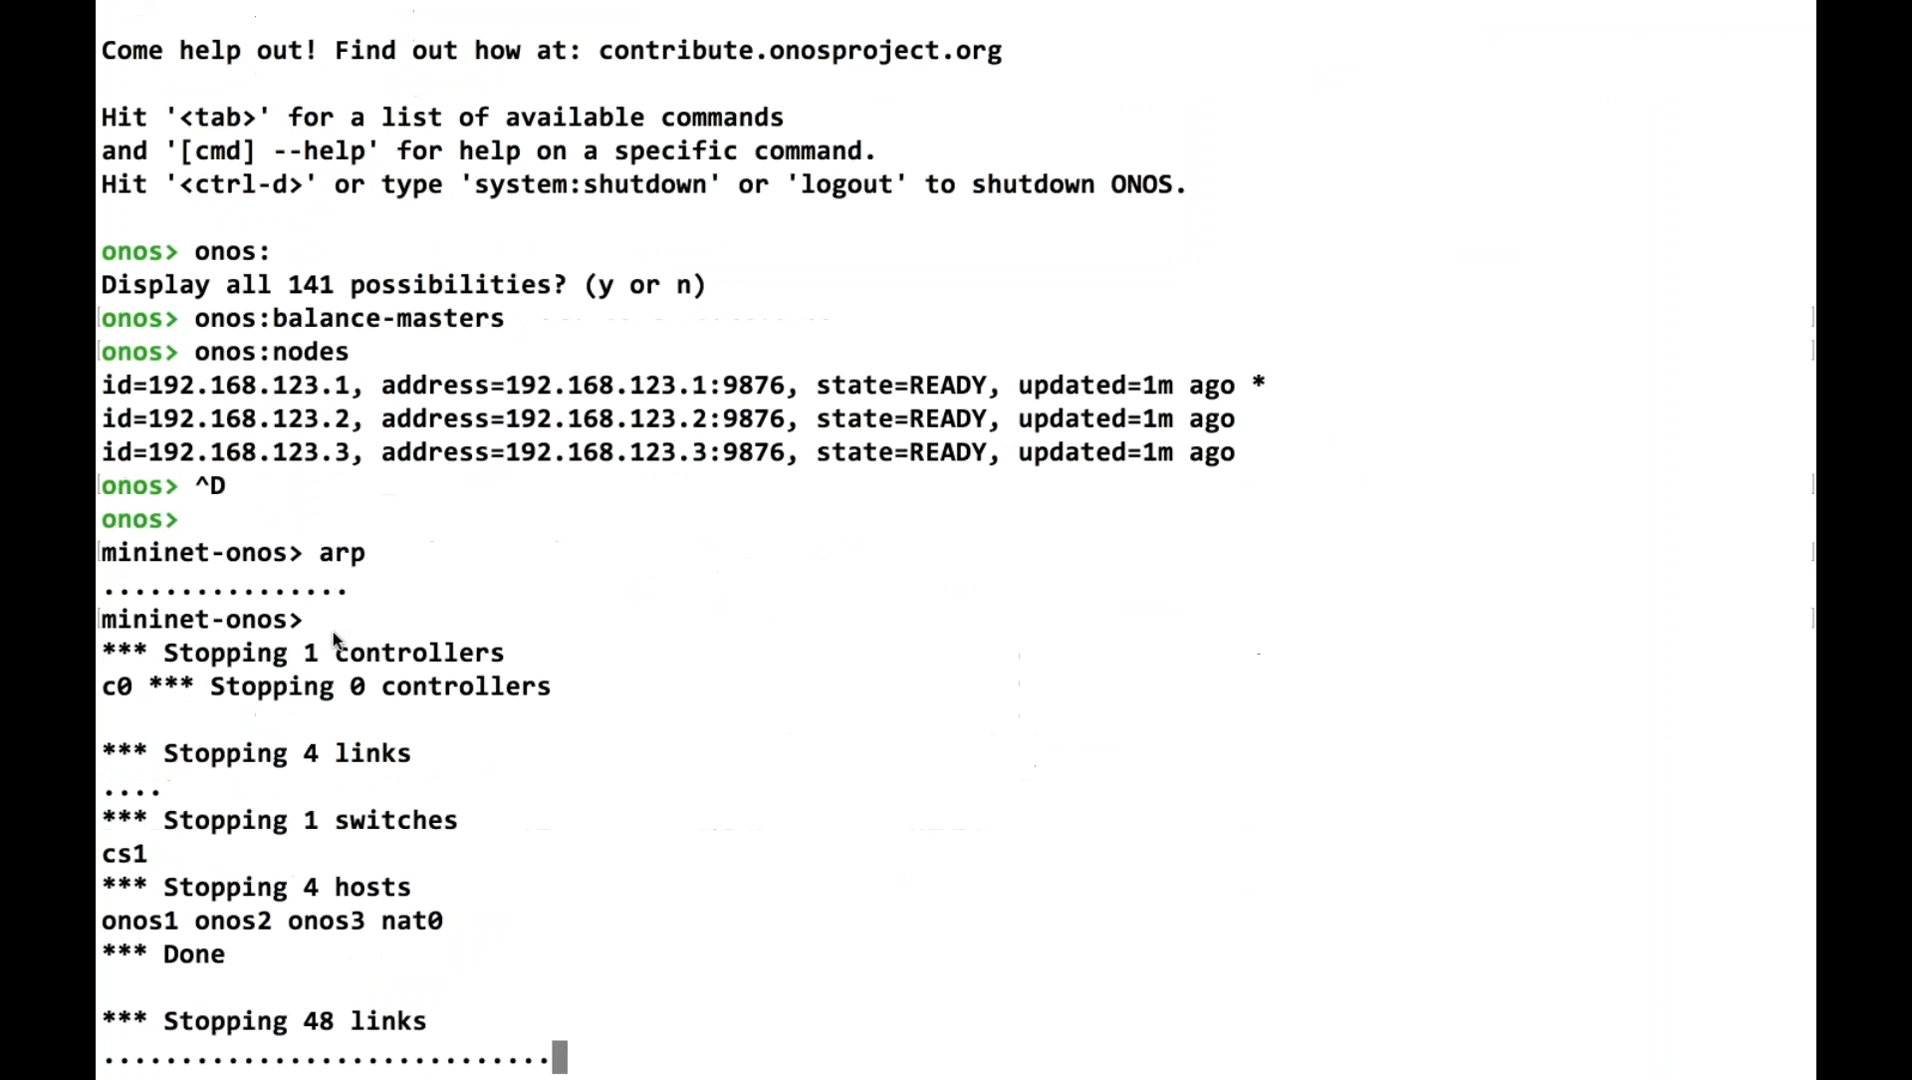 Come help out! Find out how at: contribute.onosproject.org
Hit '<tab>' for a list of available commands
and '[cmd] --help' for help on a specific command.
Hit '<ctrl-d>' or type 'system:shutdown' or 'logout' to shutdown ONOS.
onos> onos:
Display all 141 possibilities? (y or n)
[onos> onos:balance-masters ]
[onos> onos:nodes ]
id=192.168.123.1, address=192.168.123.1:9876, state=READY, updated=1m ago *
id=192.168.123.2, address=192.168.123.2:9876, state=READY, updated=1m ago
id=192.168.123.3, address=192.168.123.3:9876, state=READY, updated=1m ago
[onos> ^D ]
onos>
[mininet-onos> arp ]
................
[mininet-onos> ]
*** Stopping 1 controllers
c0 *** Stopping 0 controllers
*** Stopping 4 links
....
*** Stopping 1 switches
cs1
*** Stopping 4 hosts
onos1 onos2 onos3 nat0
*** Done
*** Stopping 48 links
.............................